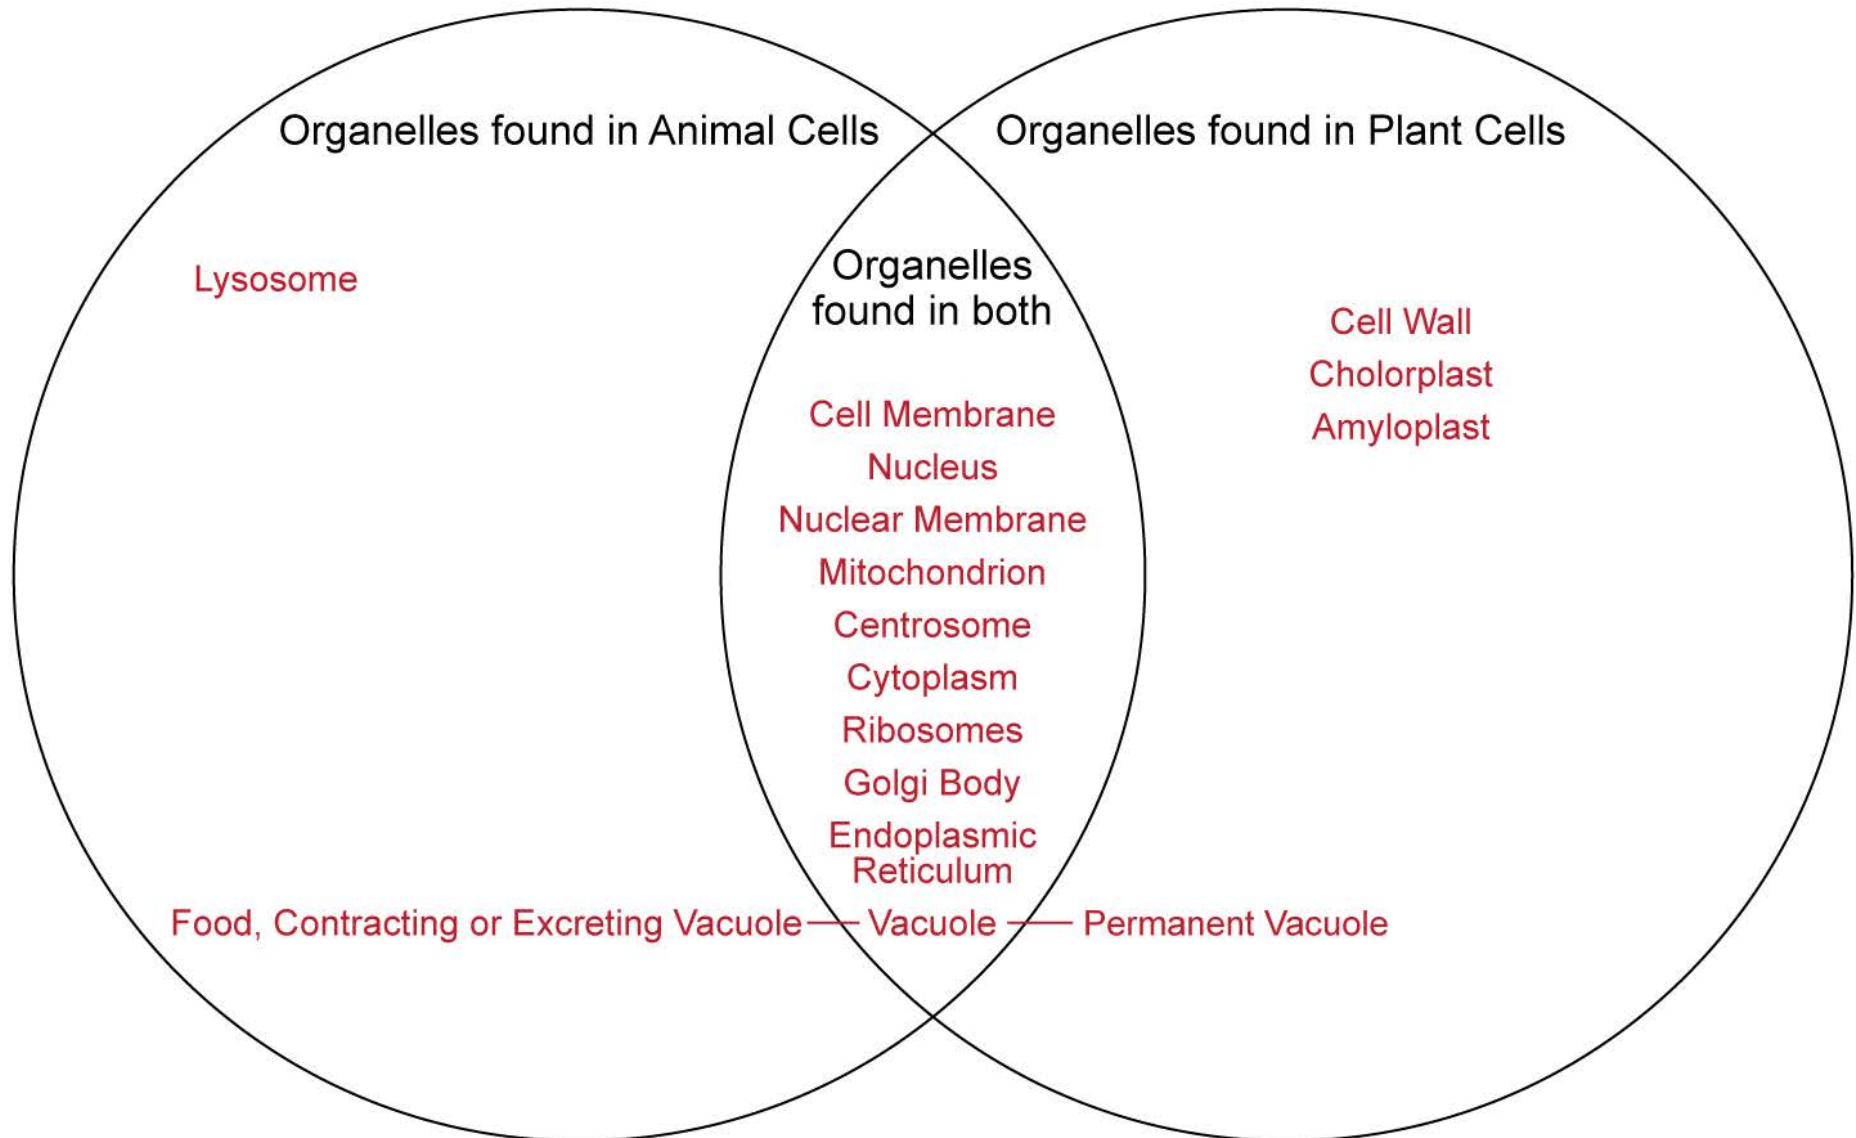 Organelles found in Animal Cells
Organelles found in Plant Cells
Organelles
found in both
Lysosome
Cell Membrane
Nucleus
Nuclear Membrane
Mitochondrion
Centrosome
Cytoplasm
Ribosomes
Golgi Body
Endoplasmic
Reticulum
Cell Wall
Cholorplast
Amyloplast
Food, Contracting or Excreting Vacuole
Vacuole
Permanent Vacuole